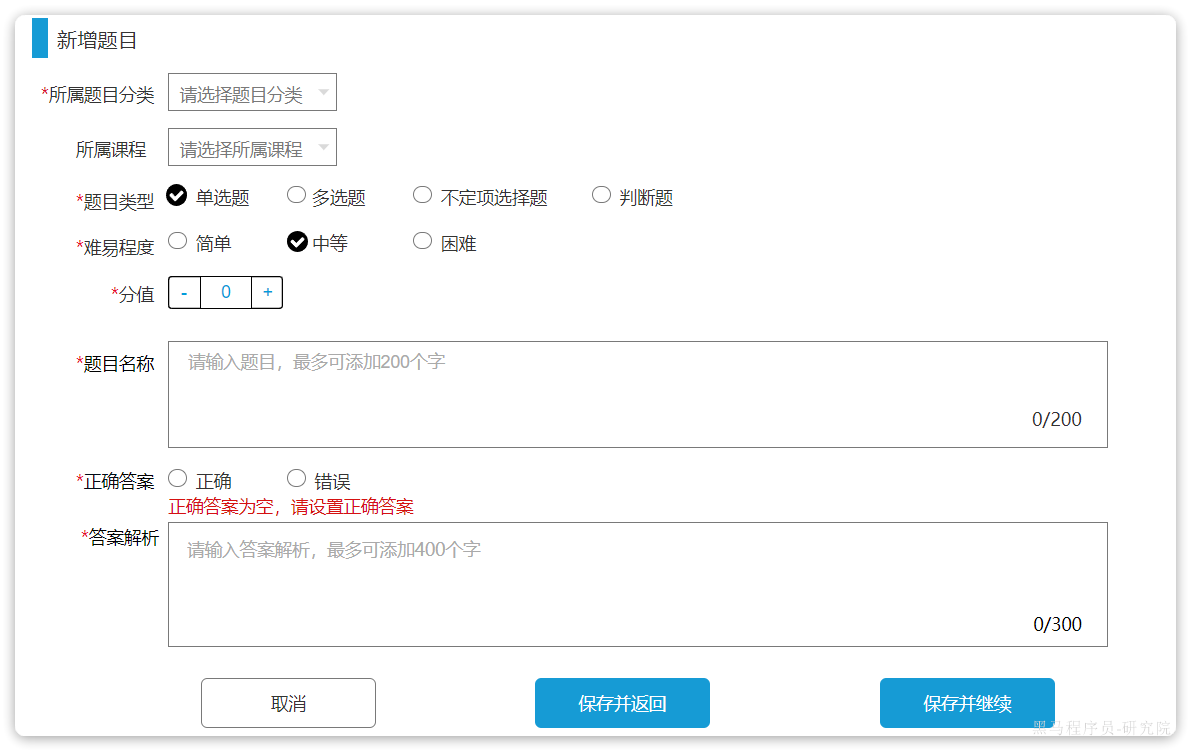 新增题目
*所属题目分类 请选择题目分类
所属课程 请选择所属课程
*题目类型 单选题 多选题 不定项选择题 判断题
*难易程度 简单 中等 困难
*分值 - 0 +
*题目名称 请输入题目，最多可添加200个字
0/200
*正确答案 正确 错误
正确答案为空，请设置正确答案
*答案解析 请输入答案解析，最多可添加400个字
0/300
取消 保存并返回 保存并继续
黑马程序员-研究院